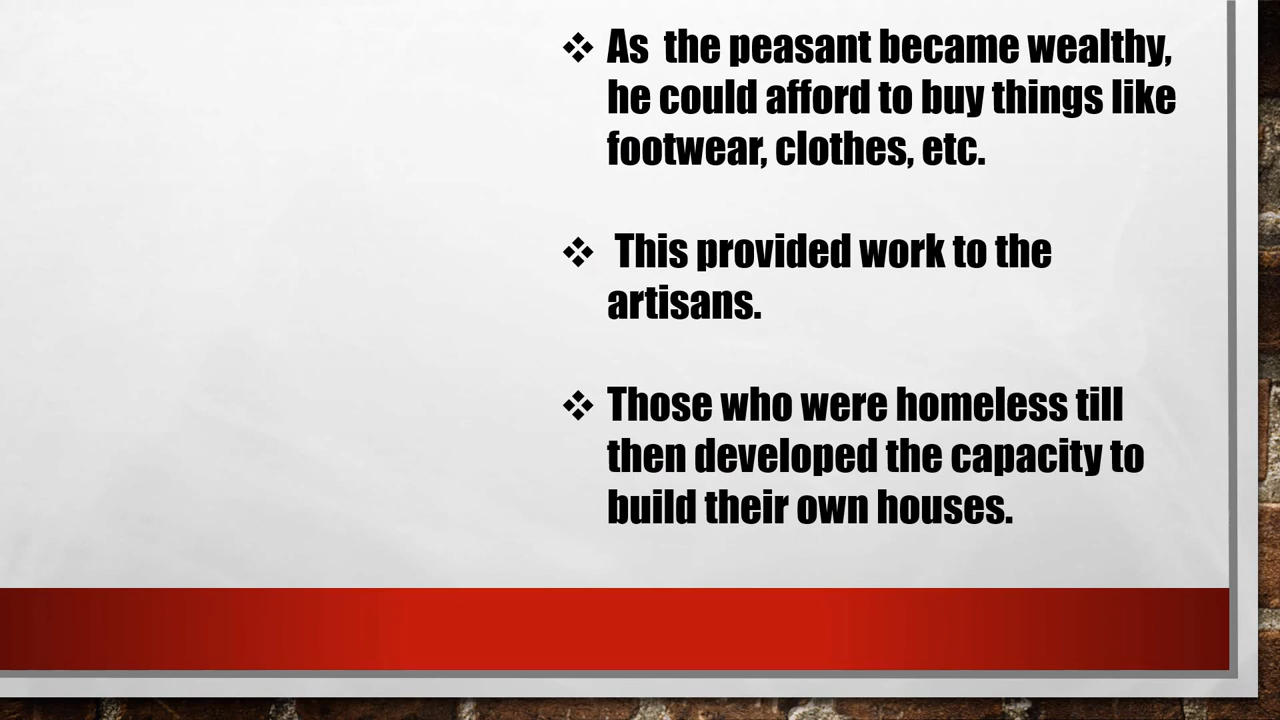 ❖ As  the peasant became wealthy,
he could afford to buy things like
footwear, clothes, etc.
❖ This provided work to the
artisans.
❖ Those who were homeless till
then developed the capacity to
build their own houses.